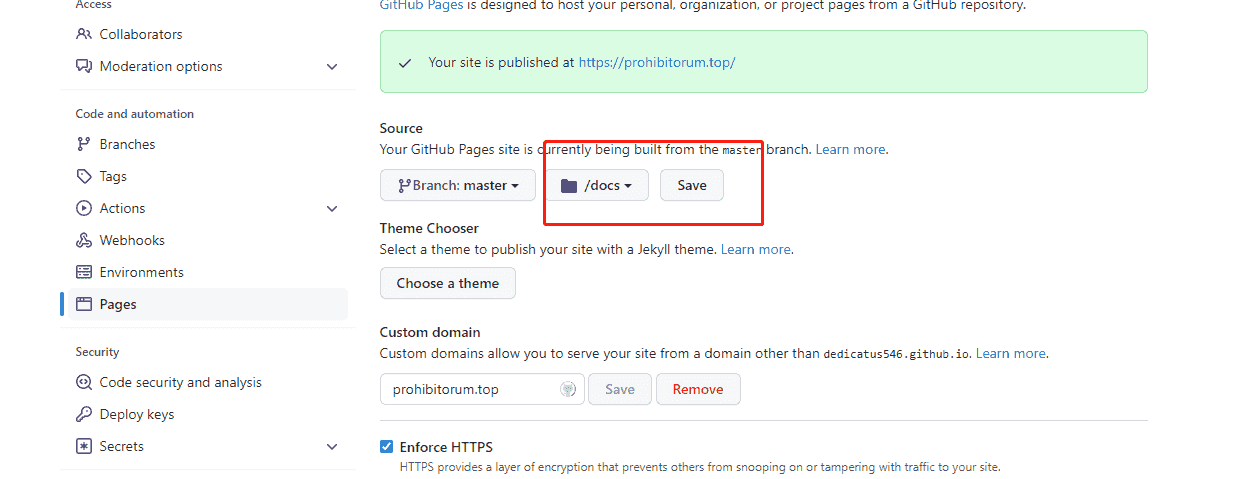 Access
Collaborators
Moderation options
Code and automation
Branches
Tags
Actions
Webhooks
Environments
Pages
Security
Code security and analysis
Deploy keys
Secrets
GitHub Pages is designed to host your personal, organization, or project pages from a GitHub repository.
Your site is published at https://prohibitorum.top/
Source
Your GitHub Pages site is currently being built from the master branch. Learn more.
Branch: master /docs Save
Theme Chooser
Select a theme to publish your site with a Jekyll theme. Learn more.
Choose a theme
Custom domain
Custom domains allow you to serve your site from a domain other than dedicatus546.github.io. Learn more.
prohibitorum.top Save Remove
Enforce HTTPS
HTTPS provides a layer of encryption that prevents others from snooping on or tampering with traffic to your site.